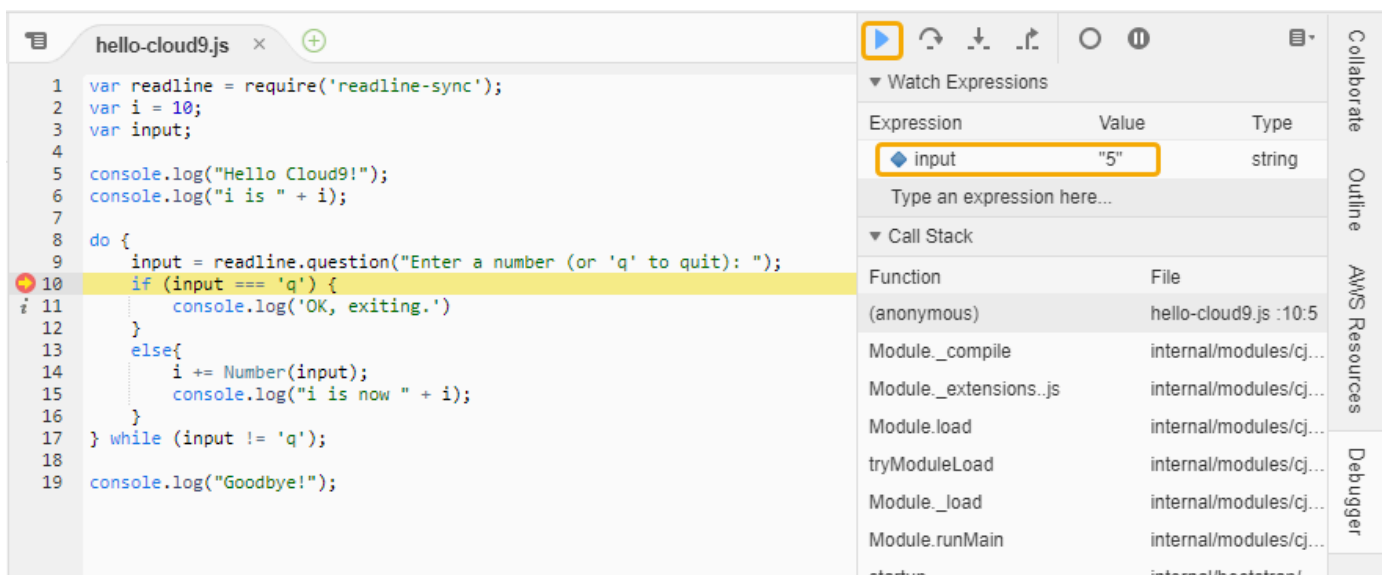 hello-cloud9.js ×
1 var readline = require('readline-sync');
2 var i = 10;
3 var input;
4
5 console.log("Hello Cloud9!");
6 console.log("i is " + i);
7
8 do {
9     input = readline.question("Enter a number (or 'q' to quit): ");
10     if (input === 'q') {
i 11         console.log('OK, exiting.')
12     }
13     else{
14         i += Number(input);
15         console.log("i is now " + i);
16     }
17 } while (input != 'q');
18
19 console.log("Goodbye!");
Watch Expressions
Expression Value Type
input "5" string
Type an expression here...
Call Stack
Function File
(anonymous) hello-cloud9.js :10:5
Module._compile internal/modules/cj...
Module._extensions..js internal/modules/cj...
Module.load internal/modules/cj...
tryModuleLoad internal/modules/cj...
Module._load internal/modules/cj...
Module.runMain internal/modules/cj...
Collaborate
Outline
AWS Resources
Debugger